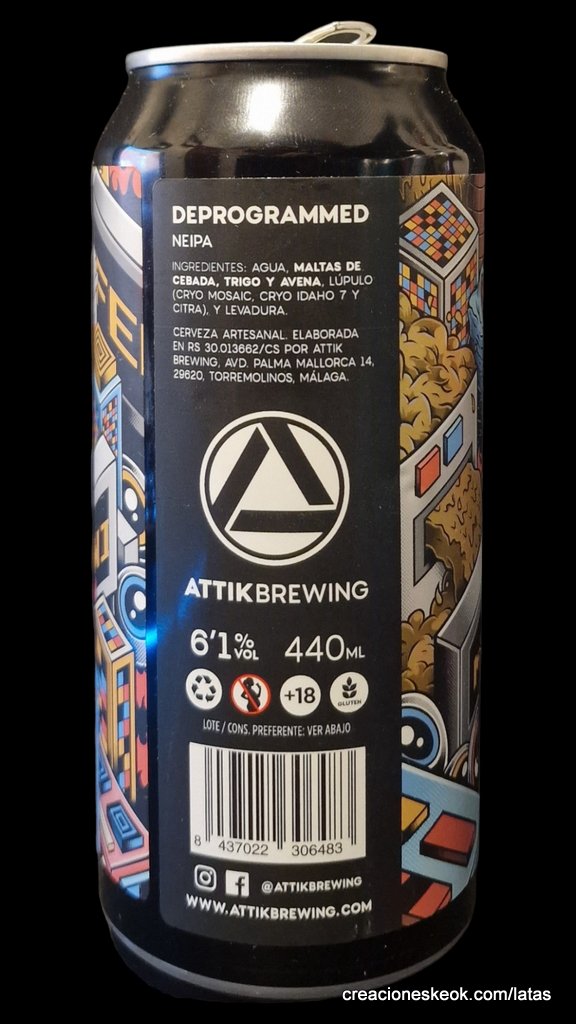 DEPROGRAMMED
NEIPA
INGREDIENTES: AGUA, MALTAS DE
CEBADA, TRIGO Y AVENA, LÚPULO
(CRYO MOSAIC, CRYO IDAHO 7 Y
CITRA), Y LEVADURA.
CERVEZA ARTESANAL. ELABORADA
EN RS 30.013662/CS POR ATTIK
BREWING, AVD. PALMA MALLORCA 14,
29620, TORREMOLINOS, MÁLAGA.
ATTIKBREWING
6'1% VOL 440ML
+18 GLUTEN
LOTE / CONS. PREFERENTE: VER ABAJO
8 437022 306483
@ATTIKBREWING
WWW.ATTIKBREWING.COM
creacioneskeok.com/latas